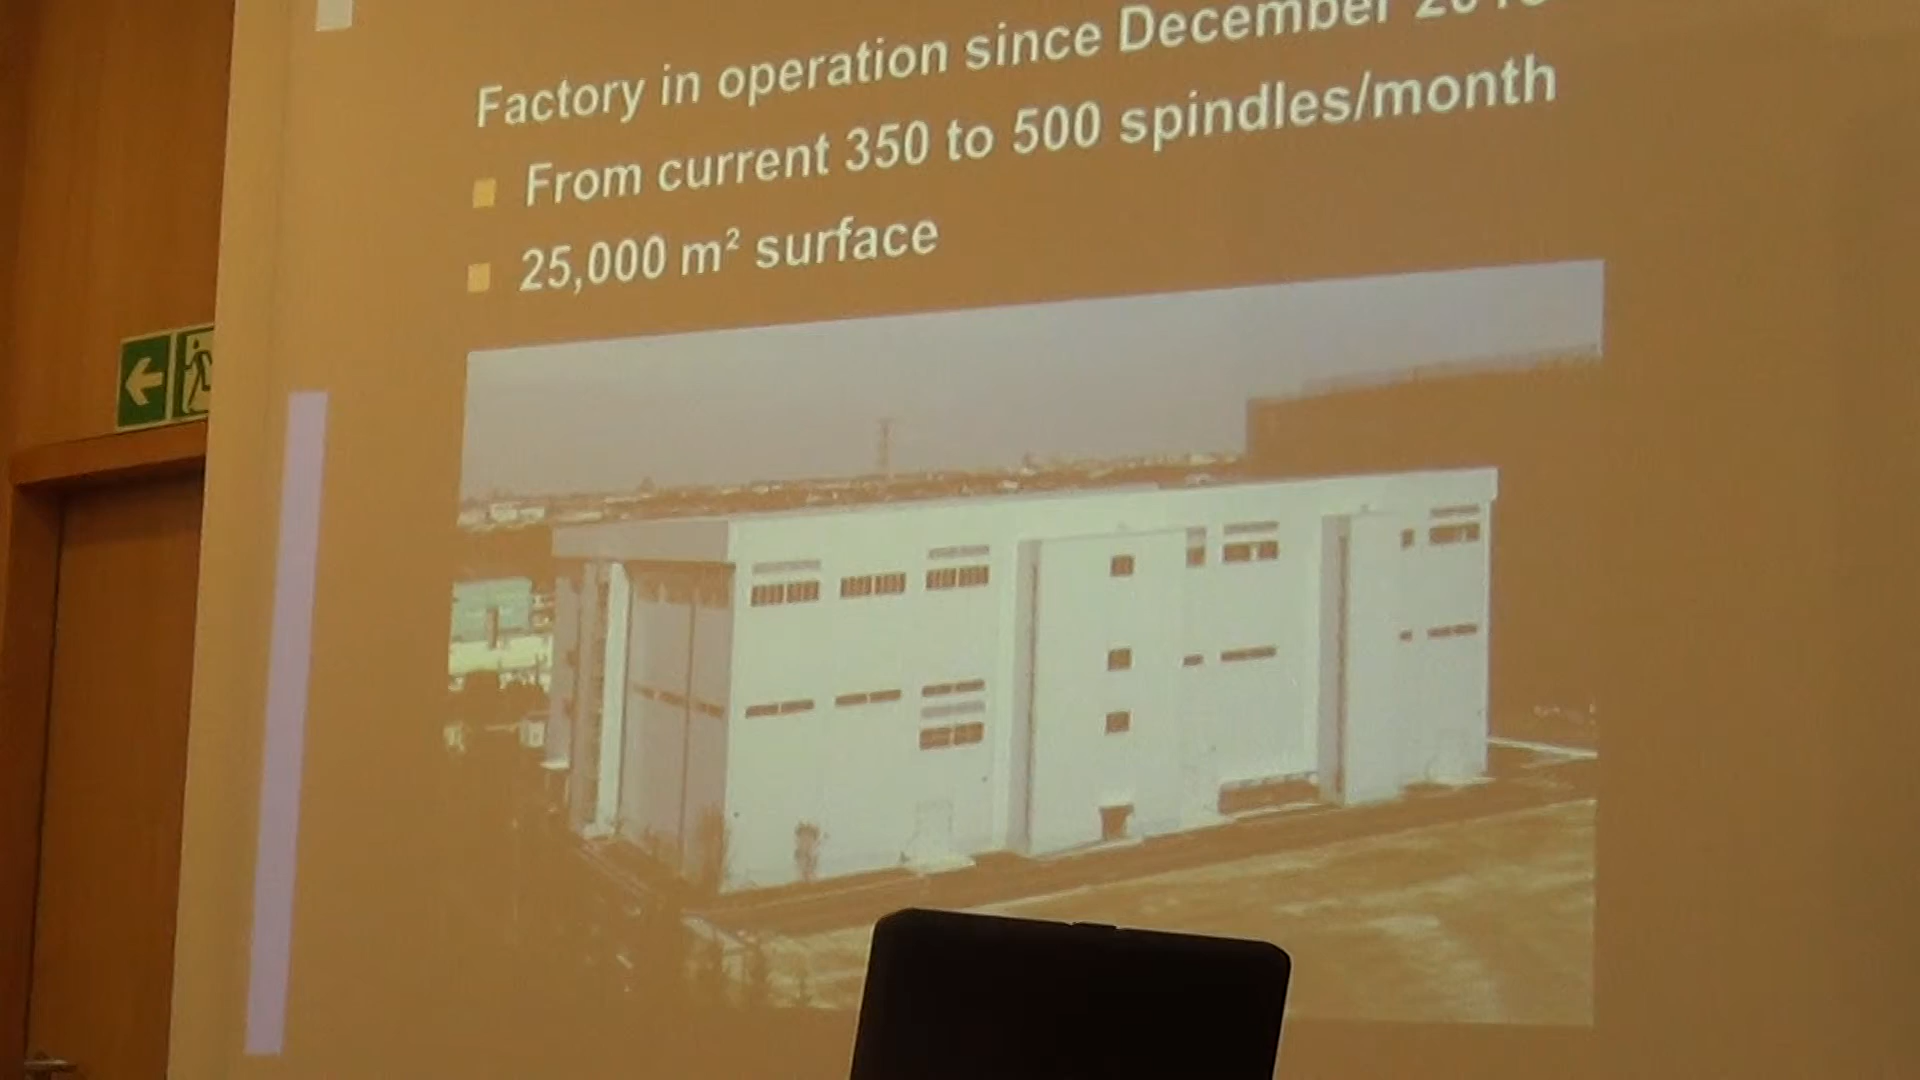 Factory in operation since December
From current 350 to 500 spindles/month
25,000 m² surface